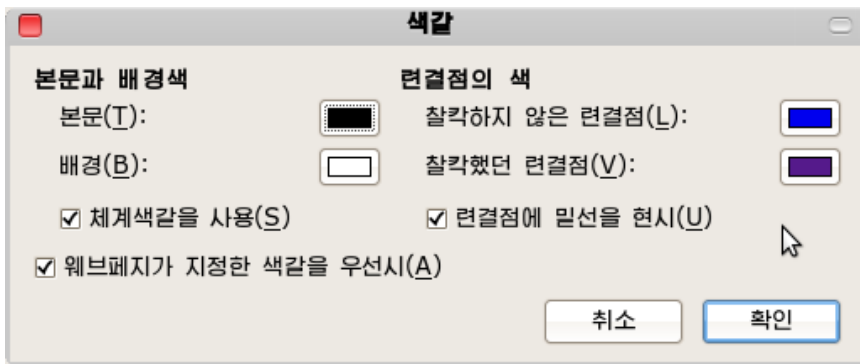 색갈
본문과 배경색
본문(T):
배경(B):
체계색갈을 사용(S)
련결점의 색
찰칵하지 않은 련결점(L):
찰칵했던 련결점(V):
련결점에 밑선을 현시(U)
웨브페지가 지정한 색갈을 우선시(A)
취소
확인